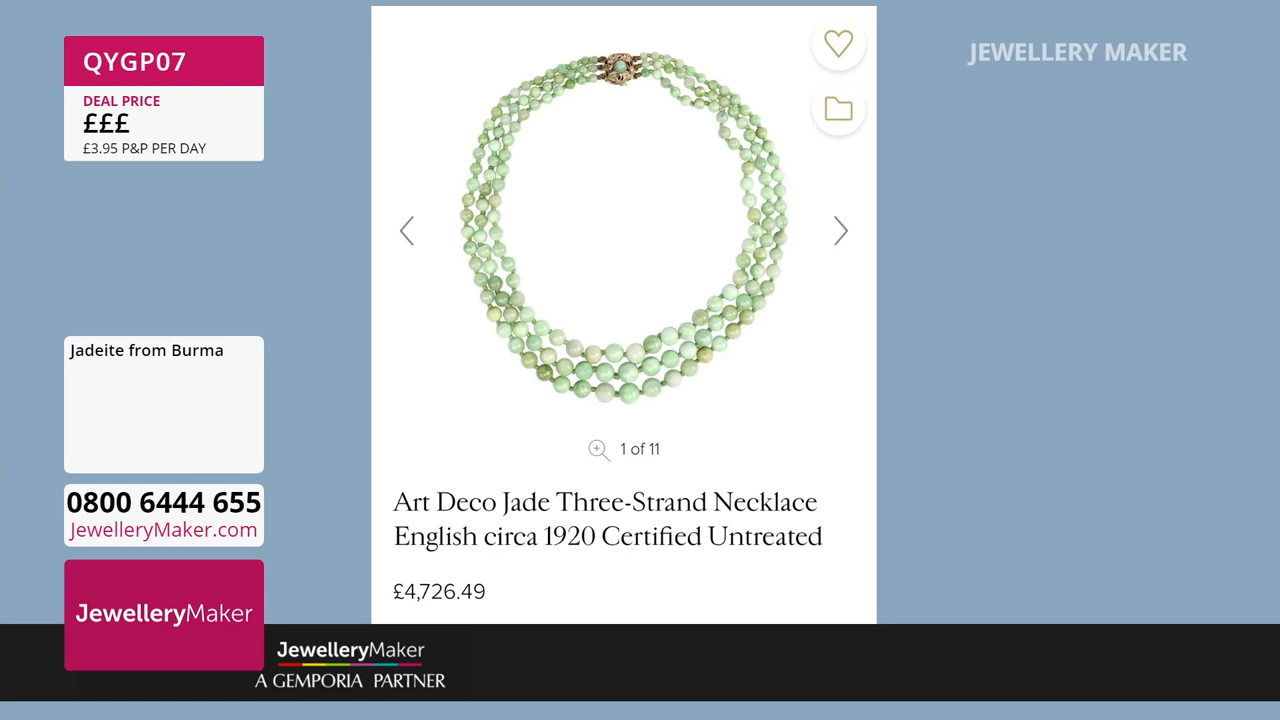 QYGP07
DEAL PRICE
£££
£3.95 P&P PER DAY
JEWELLERY MAKER
Jadeite from Burma
1 of 11
Art Deco Jade Three-Strand Necklace
English circa 1920 Certified Untreated
£4,726.49
0800 6444 655
JewelleryMaker.com
JewelleryMaker
JewelleryMaker
A GEMPORIA PARTNER